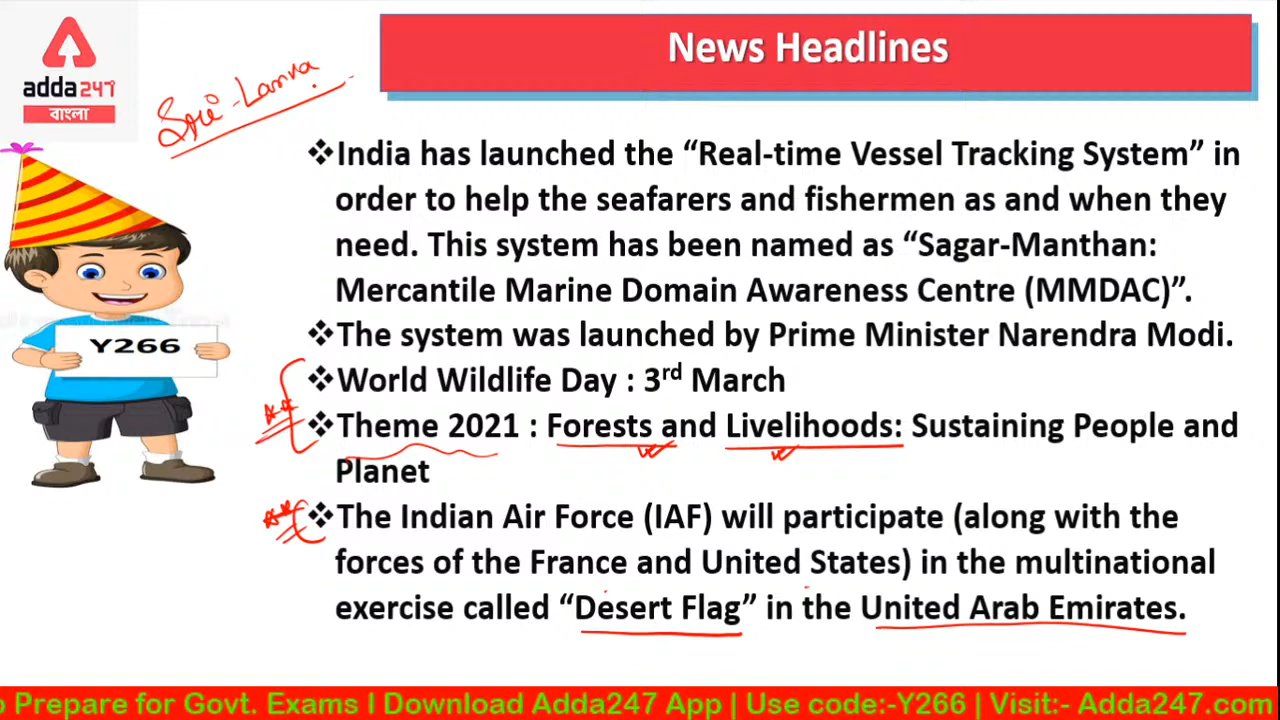 adda247
বাংলা
News Headlines
Sri-Lanka
❖India has launched the “Real-time Vessel Tracking System” in
order to help the seafarers and fishermen as and when they
need. This system has been named as “Sagar-Manthan:
Mercantile Marine Domain Awareness Centre (MMDAC)”.
❖The system was launched by Prime Minister Narendra Modi.
Y266
❖World Wildlife Day : 3rd March
❖Theme 2021 : Forests and Livelihoods: Sustaining People and
Planet
❖The Indian Air Force (IAF) will participate (along with the
forces of the France and United States) in the multinational
exercise called “Desert Flag” in the United Arab Emirates.
Prepare for Govt. Exams I Download Adda247 App | Use code:-Y266 | Visit:- Adda247.com